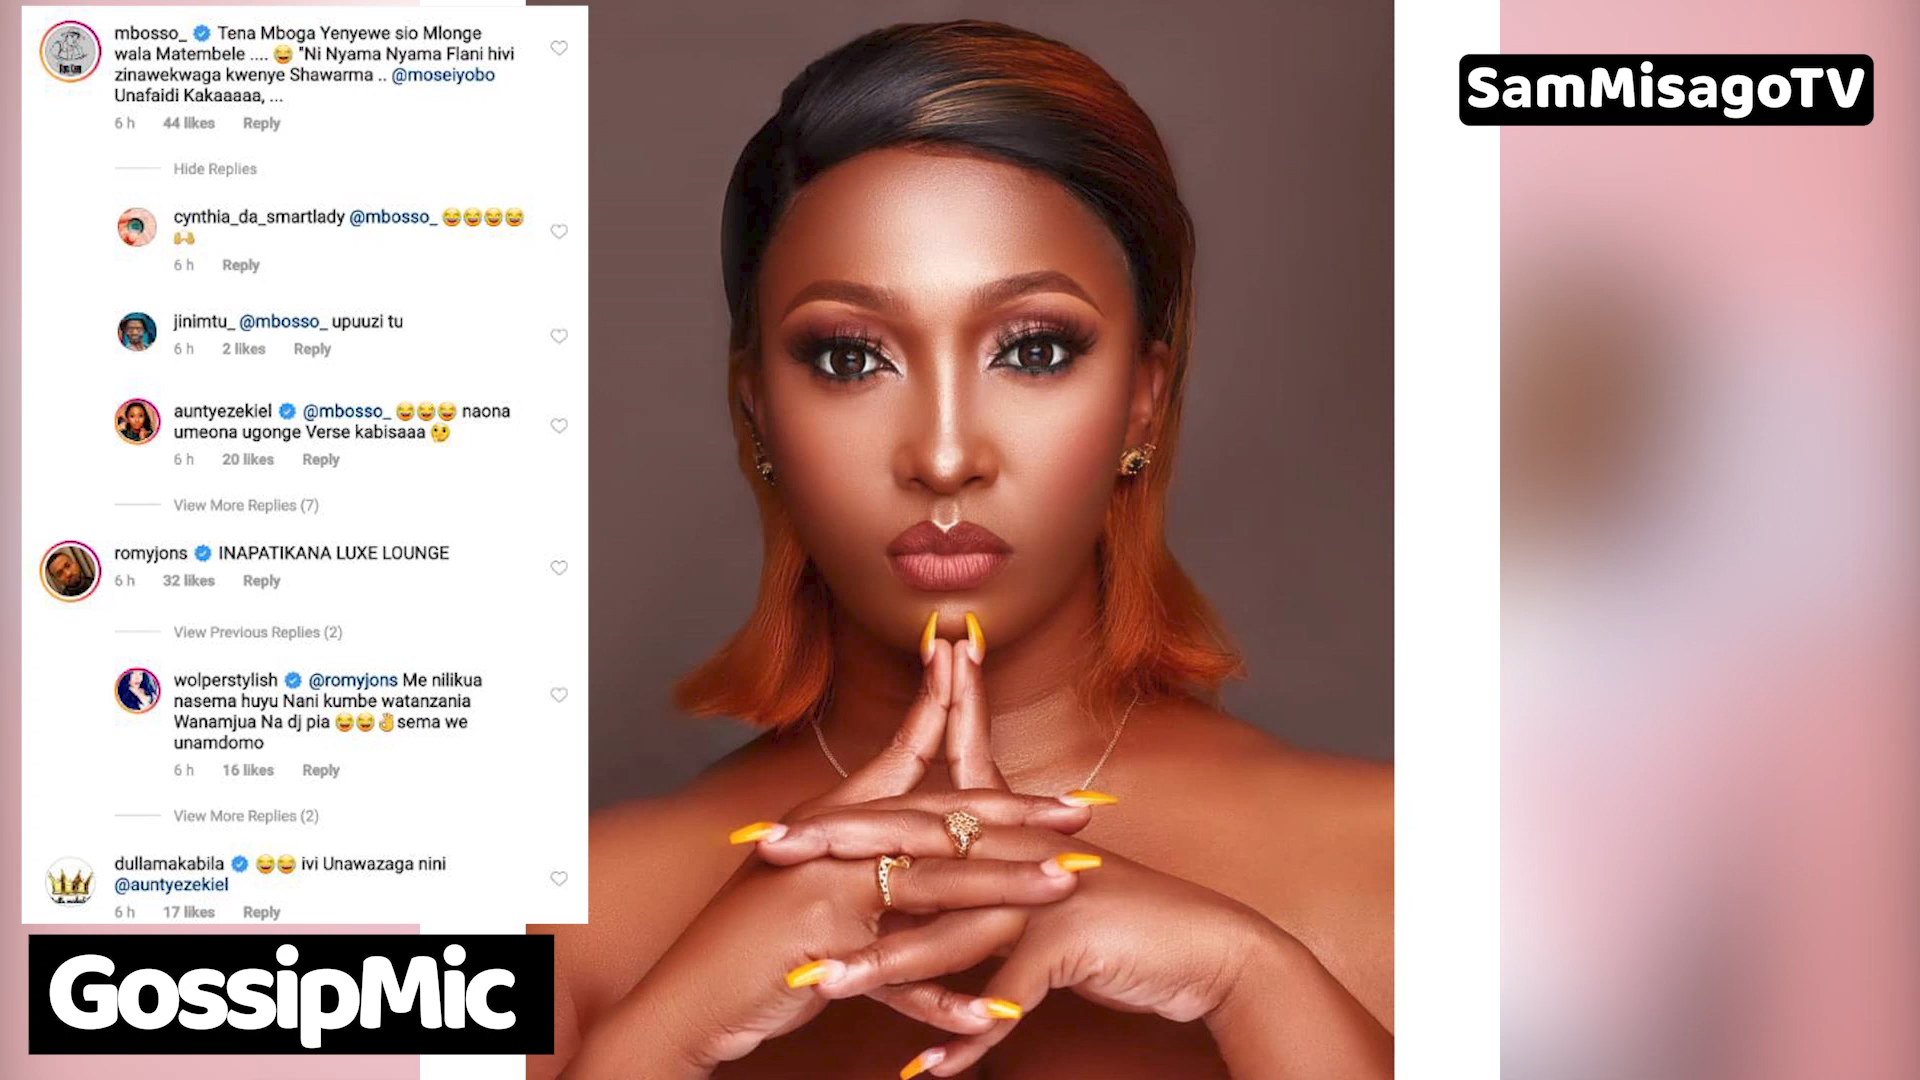 mbosso_ Tena Mboga Yenyewe sio Mlonge
wala Matembele .... 😂 "Ni Nyama Nyama Flani hivi
zinawekwaga kwenye Shawarma .. @moseiyobo
Unafaidi Kakaaaaa, ...
6 h 44 likes Reply
Hide Replies
cynthia_da_smartlady @mbosso_ 😂😂😂😂
🙌
6 h Reply
jinimtu_ @mbosso_ upuuzi tu
6 h 2 likes Reply
auntyezekiel @mbosso_ 😂😂😂 naona
umeona ugonge Verse kabisaaa 🤔
6 h 20 likes Reply
View More Replies (7)
romyjons INAPATIKANA LUXE LOUNGE
6 h 32 likes Reply
View Previous Replies (2)
wolperstylish @romyjons Me nilikua
nasema huyu Nani kumbe watanzania
Wanamjua Na dj pia 😂😂👌sema we
unamdomo
6 h 16 likes Reply
View More Replies (2)
dullamakabila 😂😂 ivi Unawazaga nini
@auntyezekiel
6 h 17 likes Reply
GossipMic
SamMisagoTV